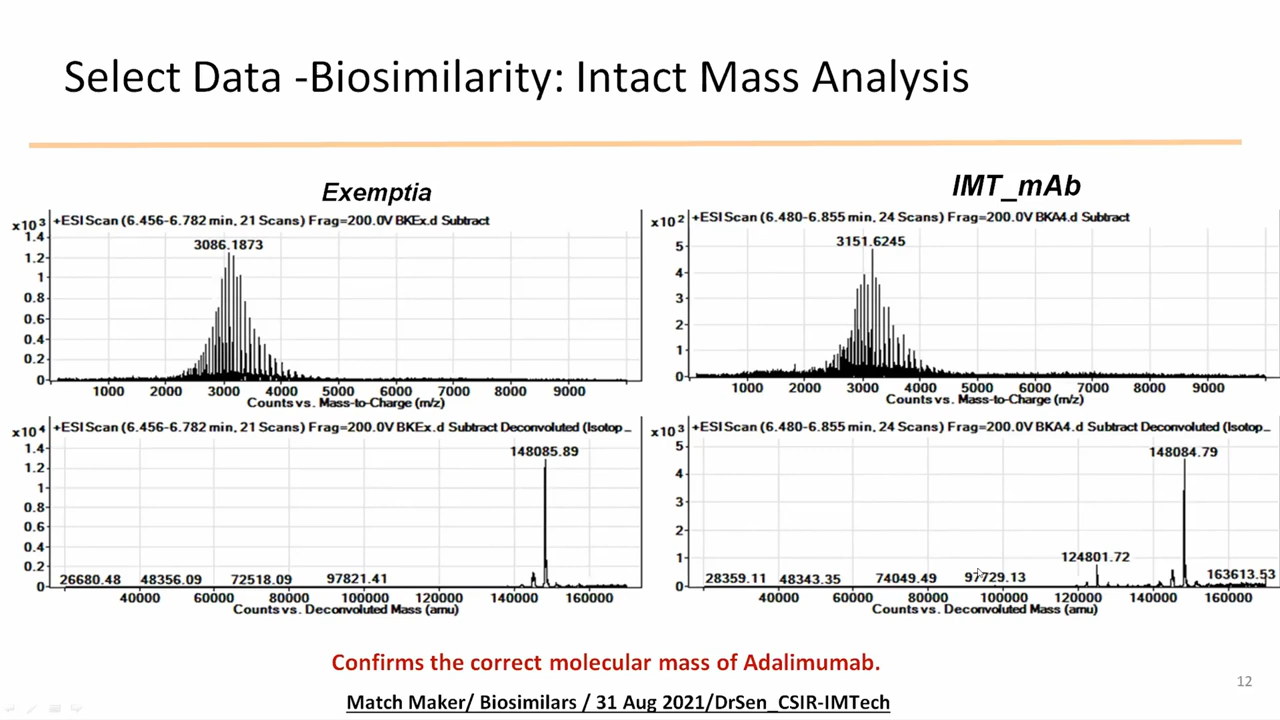 Select Data -Biosimilarity: Intact Mass Analysis
Exemptia
x10³ +ESI Scan (6.456-6.782 min, 21 Scans) Frag=200.0V BKEx.d Subtract
3086.1873
1.4
1.2
1
0.8
0.6
0.4
0.2
0
1000 2000 3000 4000 5000 6000 7000 8000 9000
Counts vs. Mass-to-Charge (m/z)
x10⁴ +ESI Scan (6.456-6.782 min, 21 Scans) Frag=200.0V BKEx.d Subtract Deconvoluted (Isotop_
148085.89
1.4
1.2
1
0.8
0.6
0.4
0.2
0
26680.48 48356.09 72518.09 97821.41
40000 60000 80000 100000 120000 140000 160000
Counts vs. Deconvoluted Mass (amu)
IMT_mAb
x10² +ESI Scan (6.480-6.855 min, 24 Scans) Frag=200.0V BKA4.d Subtract
3151.6245
5
4
3
2
1
0
1000 2000 3000 4000 5000 6000 7000 8000 9000
Counts vs. Mass-to-Charge (m/z)
x10³ +ESI Scan (6.480-6.855 min, 24 Scans) Frag=200.0V BKA4.d Subtract Deconvoluted (Isotop_
148084.79
5
4
3
2
1
0
124801.72
28359.11 48343.35 74049.49 97729.13 163613.53
40000 60000 80000 100000 120000 140000 160000
Counts vs. Deconvoluted Mass (amu)
Confirms the correct molecular mass of Adalimumab.
Match Maker/ Biosimilars / 31 Aug 2021/DrSen_CSIR-IMTech
12